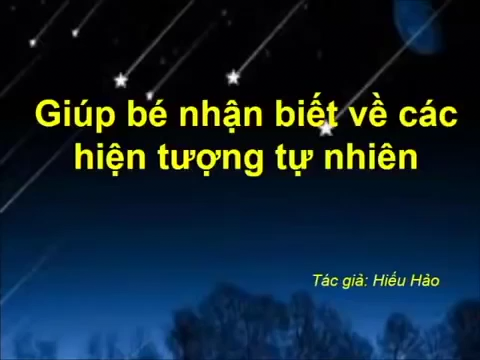 Giúp bé nhận biết về các
hiện tượng tự nhiên
Tác giả: Hiếu Hảo